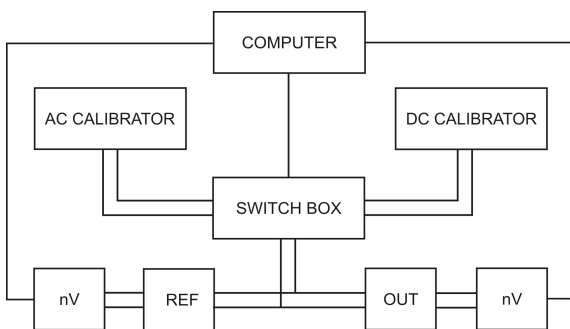 COMPUTER
AC CALIBRATOR
DC CALIBRATOR
SWITCH BOX
nV
REF
OUT
nV